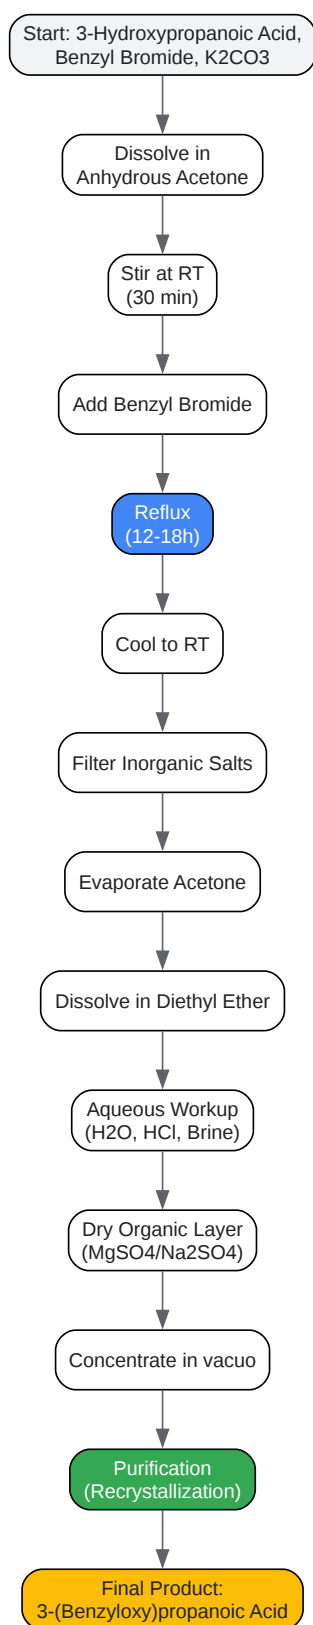 Start: 3-Hydroxypropanoic Acid,
Benzyl Bromide, K2CO3
Dissolve in
Anhydrous Acetone
Stir at RT
(30 min)
Add Benzyl Bromide
Reflux
(12-18h)
Cool to RT
Filter Inorganic Salts
Evaporate Acetone
Dissolve in Diethyl Ether
Aqueous Workup
(H2O, HCl, Brine)
Dry Organic Layer
(MgSO4/Na2SO4)
Concentrate in vacuo
Purification
(Recrystallization)
Final Product:
3-(Benzyloxy)propanoic Acid